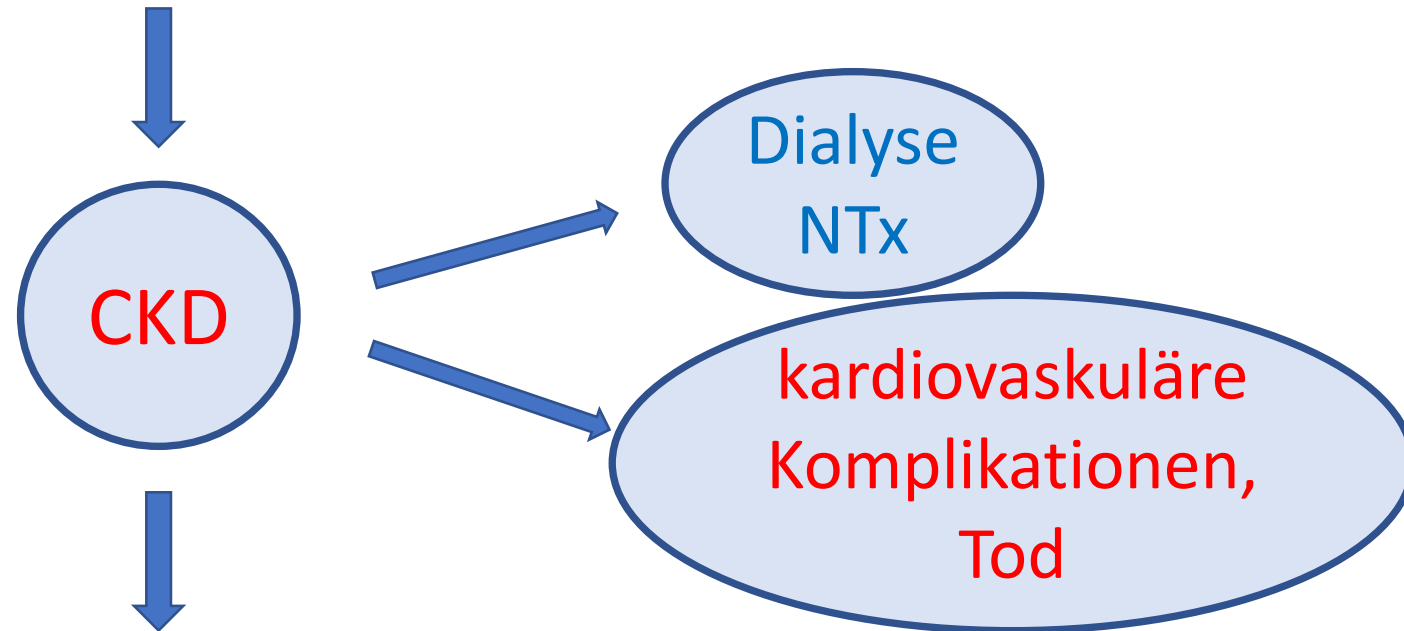 Dialyse
NTx
CKD
kardiovaskuläre
Komplikationen,
Tod